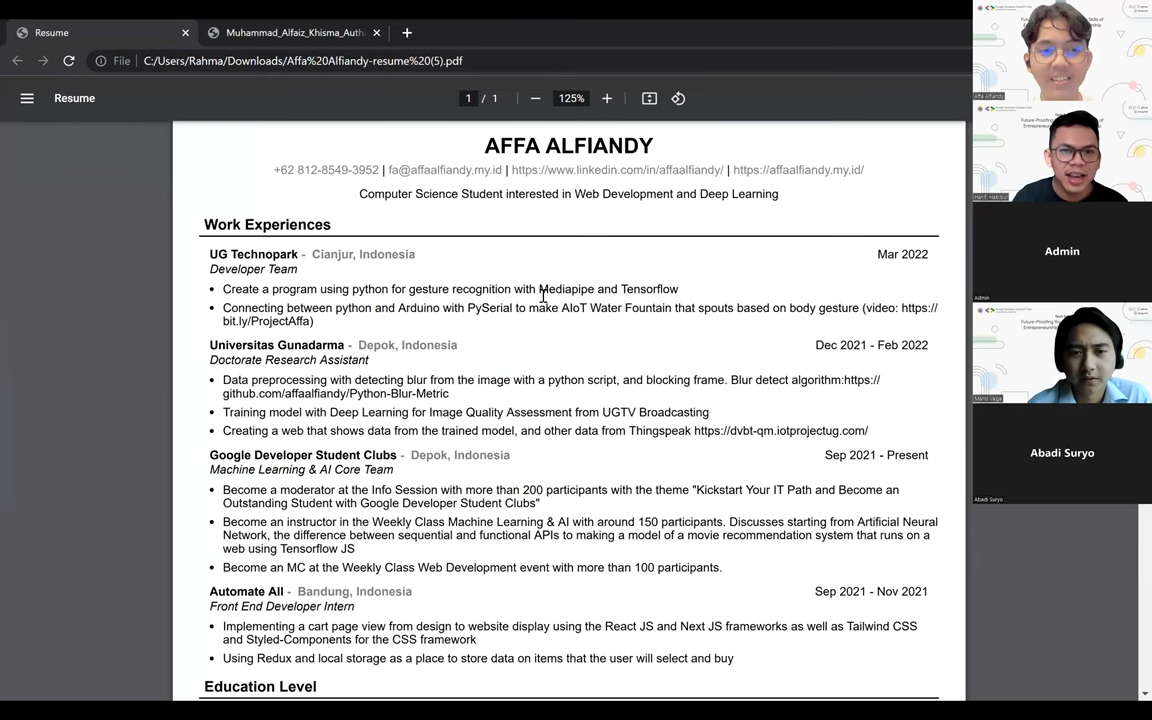 Resume
Muhammad_Alfaiz_Khisma_Auth
File
C:/Users/Rahma/Downloads/Affa%20Alfiandy-resume%20(5).pdf
Resume
1 / 1
125%
AFFA ALFIANDY
+62 812-8549-3952 | fa@affaalfiandy.my.id | https://www.linkedin.com/in/affaalfiandy/ | https://affaalfiandy.my.id/
Computer Science Student interested in Web Development and Deep Learning
Work Experiences
UG Technopark - Cianjur, Indonesia Mar 2022
Developer Team
• Create a program using python for gesture recognition with Mediapipe and Tensorflow
• Connecting between python and Arduino with PySerial to make AIoT Water Fountain that spouts based on body gesture (video: https://
bit.ly/ProjectAffa)
Universitas Gunadarma - Depok, Indonesia Dec 2021 - Feb 2022
Doctorate Research Assistant
• Data preprocessing with detecting blur from the image with a python script, and blocking frame. Blur detect algorithm:https://
github.com/affaalfiandy/Python-Blur-Metric
• Training model with Deep Learning for Image Quality Assessment from UGTV Broadcasting
• Creating a web that shows data from the trained model, and other data from Thingspeak https://dvbt-qm.iotprojectug.com/
Google Developer Student Clubs - Depok, Indonesia Sep 2021 - Present
Machine Learning & AI Core Team
• Become a moderator at the Info Session with more than 200 participants with the theme "Kickstart Your IT Path and Become an
Outstanding Student with Google Developer Student Clubs"
• Become an instructor in the Weekly Class Machine Learning & AI with around 150 participants. Discusses starting from Artificial Neural
Network, the difference between sequential and functional APIs to making a model of a movie recommendation system that runs on a
web using Tensorflow JS
• Become an MC at the Weekly Class Web Development event with more than 100 participants.
Automate All - Bandung, Indonesia Sep 2021 - Nov 2021
Front End Developer Intern
• Implementing a cart page view from design to website display using the React JS and Next JS frameworks as well as Tailwind CSS
and Styled-Components for the CSS framework
• Using Redux and local storage as a place to store data on items that the user will select and buy
Education Level
Affa Alfiandy
Admin
Admin
Abadi Suryo
Abadi Suryo